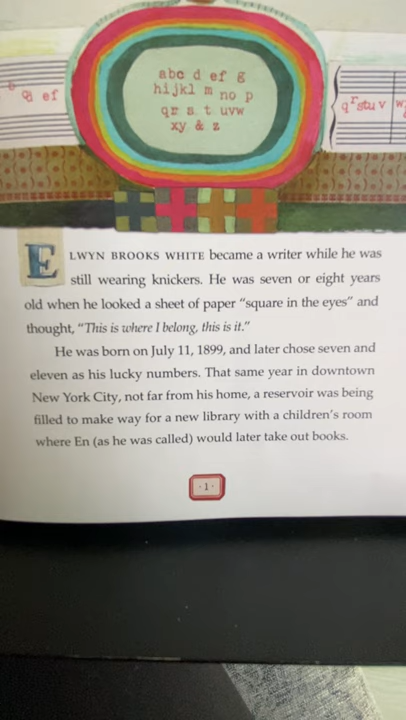 abc d ef g
hijkl m no p
qr s t uvw
xy & z
ef
qrstuv w
ELWYN BROOKS WHITE became a writer while he was
still wearing knickers. He was seven or eight years
old when he looked a sheet of paper “square in the eyes” and
thought, “This is where I belong, this is it.”
He was born on July 11, 1899, and later chose seven and
eleven as his lucky numbers. That same year in downtown
New York City, not far from his home, a reservoir was being
filled to make way for a new library with a children’s room
where En (as he was called) would later take out books.
· 1 ·